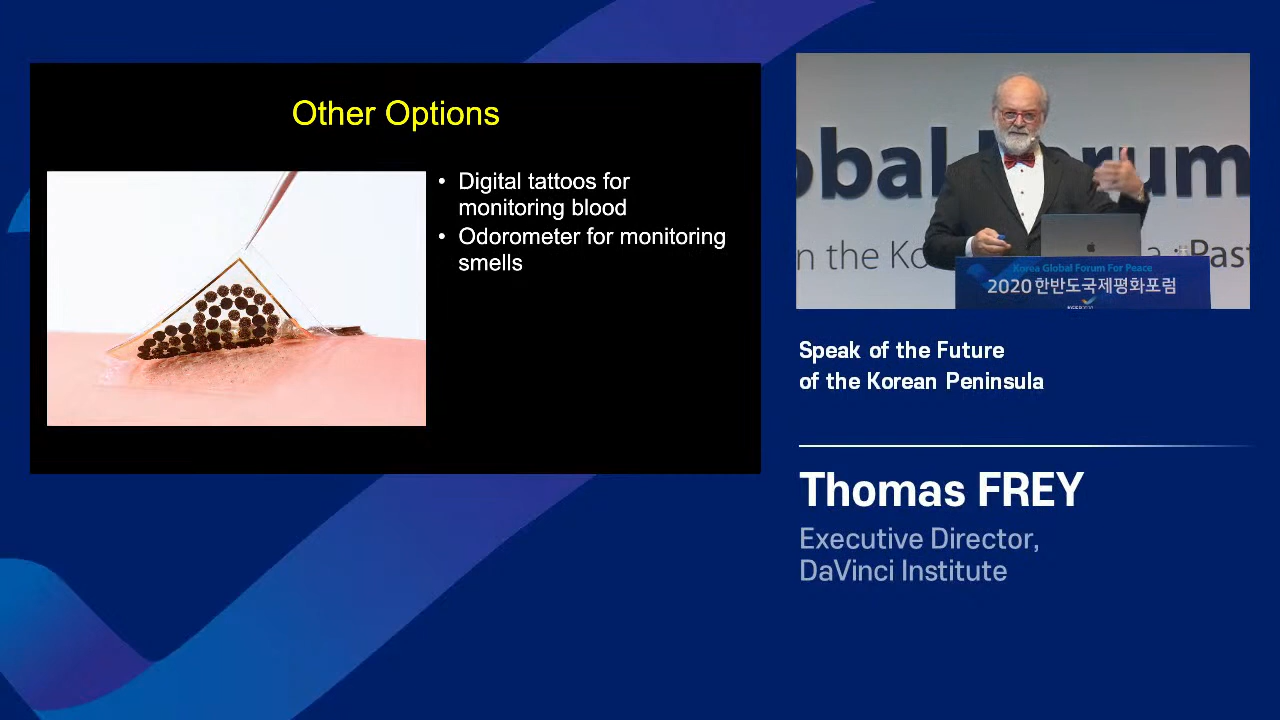 Other Options
• Digital tattoos for
monitoring blood
• Odorometer for monitoring
smells
obal Forum
n the Ko
a : Past
Korea Global Forum For Peace
2020 한반도국제평화포럼
Speak of the Future
of the Korean Peninsula
Thomas FREY
Executive Director,
DaVinci Institute